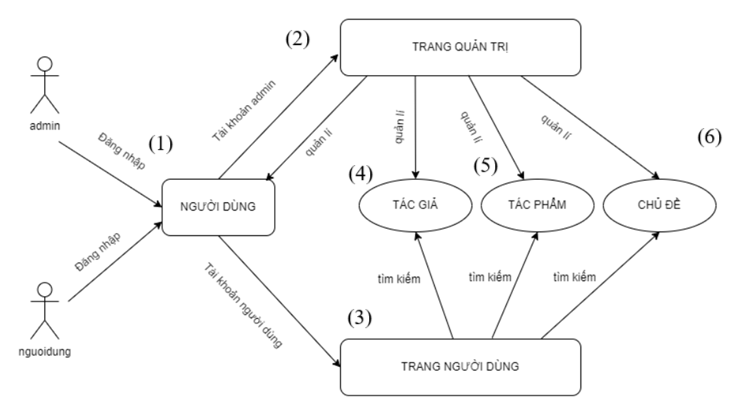 (2)
TRANG QUẢN TRỊ
admin
Đăng nhập
(1)
Tài khoản admin
quản lí
quản lí
quản lí
quản lí
(6)
(4)
(5)
NGƯỜI DÙNG
TÁC GIẢ
TÁC PHẨM
CHỦ ĐỀ
Đăng nhập
Tài khoản người dùng
tìm kiếm
tìm kiếm
tìm kiếm
(3)
nguoidung
TRANG NGƯỜI DÙNG